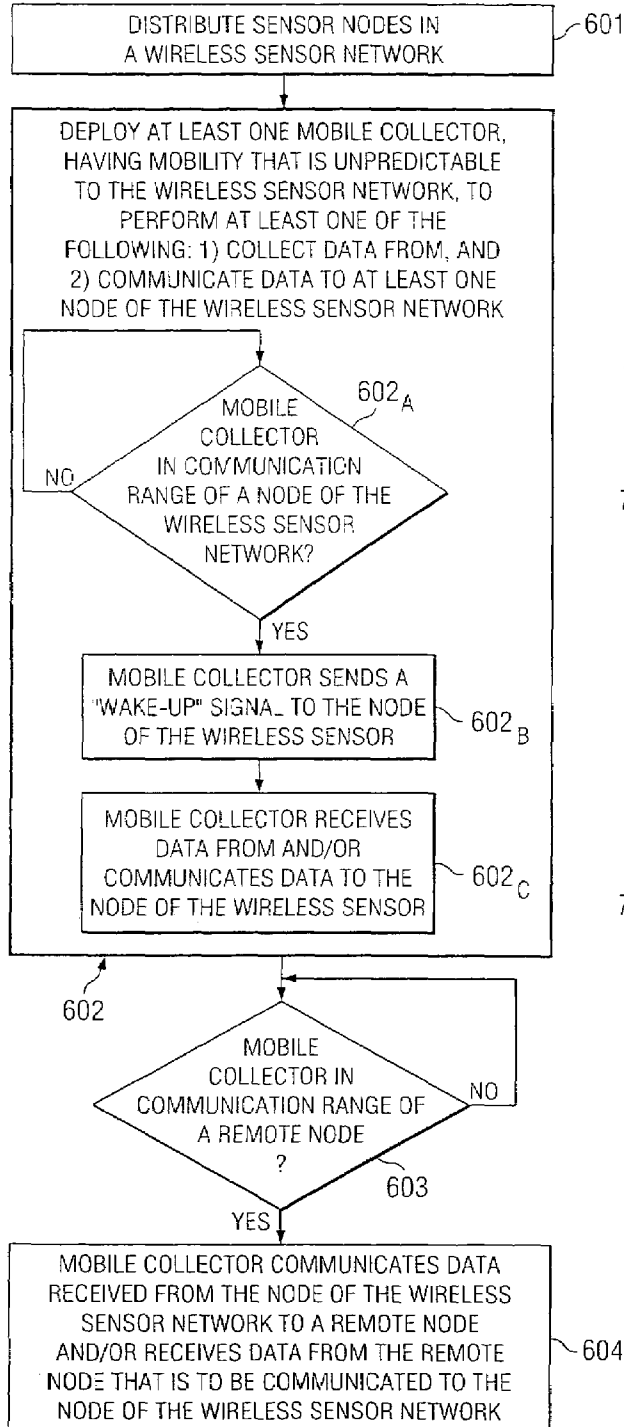 DISTRIBUTE SENSOR NODES IN
A WIRELESS SENSOR NETWORK
601
DEPLOY AT LEAST ONE MOBILE COLLECTOR,
HAVING MOBILITY THAT IS UNPREDICTABLE
TO THE WIRELESS SENSOR NETWORK, TO
PERFORM AT LEAST ONE OF THE
FOLLOWING: 1) COLLECT DATA FROM, AND
2) COMMUNICATE DATA TO AT LEAST ONE
NODE OF THE WIRELESS SENSOR NETWORK
602A
MOBILE
COLLECTOR
IN COMMUNICATION
RANGE OF A NODE OF THE
WIRELESS SENSOR
NETWORK?
NO
7
YES
MOBILE COLLECTOR SENDS A
"WAKE-UP" SIGNAL TO THE NODE
OF THE WIRELESS SENSOR
602B
MOBILE COLLECTOR RECEIVES
DATA FROM AND/OR
COMMUNICATES DATA TO THE
NODE OF THE WIRELESS SENSOR
602C
7
602
MOBILE
COLLECTOR IN
COMMUNICATION RANGE OF
A REMOTE NODE
?
NO
603
YES
MOBILE COLLECTOR COMMUNICATES DATA
RECEIVED FROM THE NODE OF THE WIRELESS
SENSOR NETWORK TO A REMOTE NODE
AND/OR RECEIVES DATA FROM THE REMOTE
NODE THAT IS TO BE COMMUNICATED TO THE
NODE OF THE WIRELESS SENSOR NETWORK
604